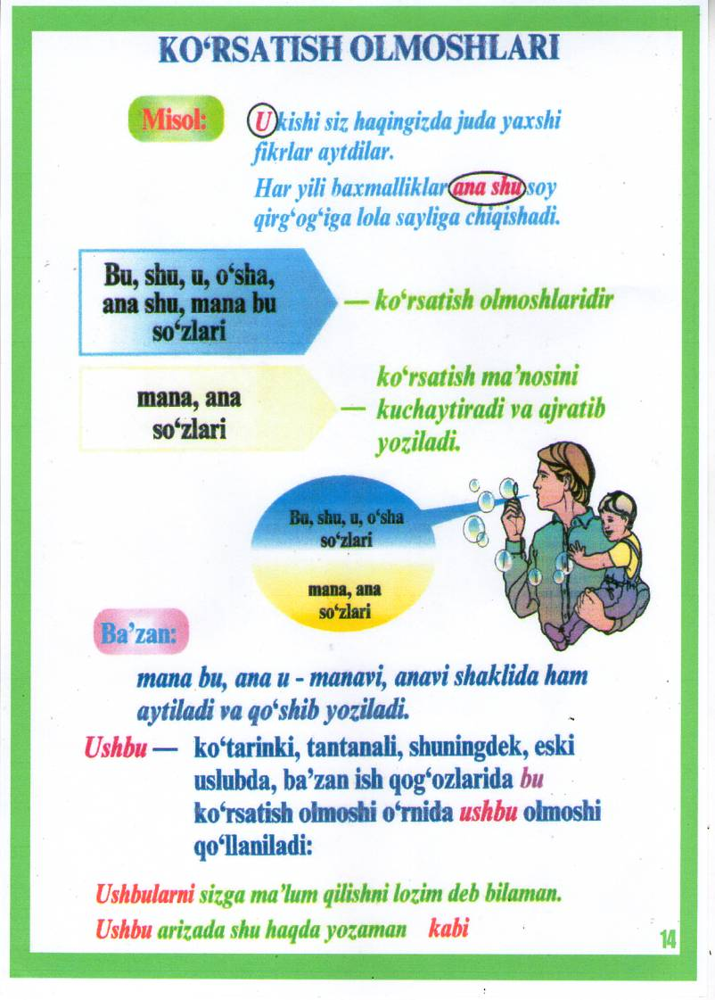 KO‘RSATISH OLMOSHLARI
Misol:
U kishi siz haqingizda juda yaxshi
fikrlar aytdilar.
Har yili baxmalliklar ana shu soy
qirg‘og‘iga lola sayliga chiqishadi.
Bu, shu, u, o‘sha,
ana shu, mana bu
so‘zlari
— ko‘rsatish olmoshlaridir
mana, ana
so‘zlari
ko‘rsatish ma’nosini
— kuchaytiradi va ajratib
yoziladi.
Bu, shu, u, o‘sha
so‘zlari
mana, ana
so‘zlari
Ba’zan:
mana bu, ana u - manavi, anavi shaklida ham
aytiladi va qo‘shib yoziladi.
Ushbu — ko‘tarinki, tantanali, shuningdek, eski
uslubda, ba’zan ish qog‘ozlarida bu
ko‘rsatish olmoshi o‘rnida ushbu olmoshi
qo‘llaniladi:
Ushbularni sizga ma’lum qilishni lozim deb bilaman.
Ushbu arizada shu haqda yozaman kabi
14